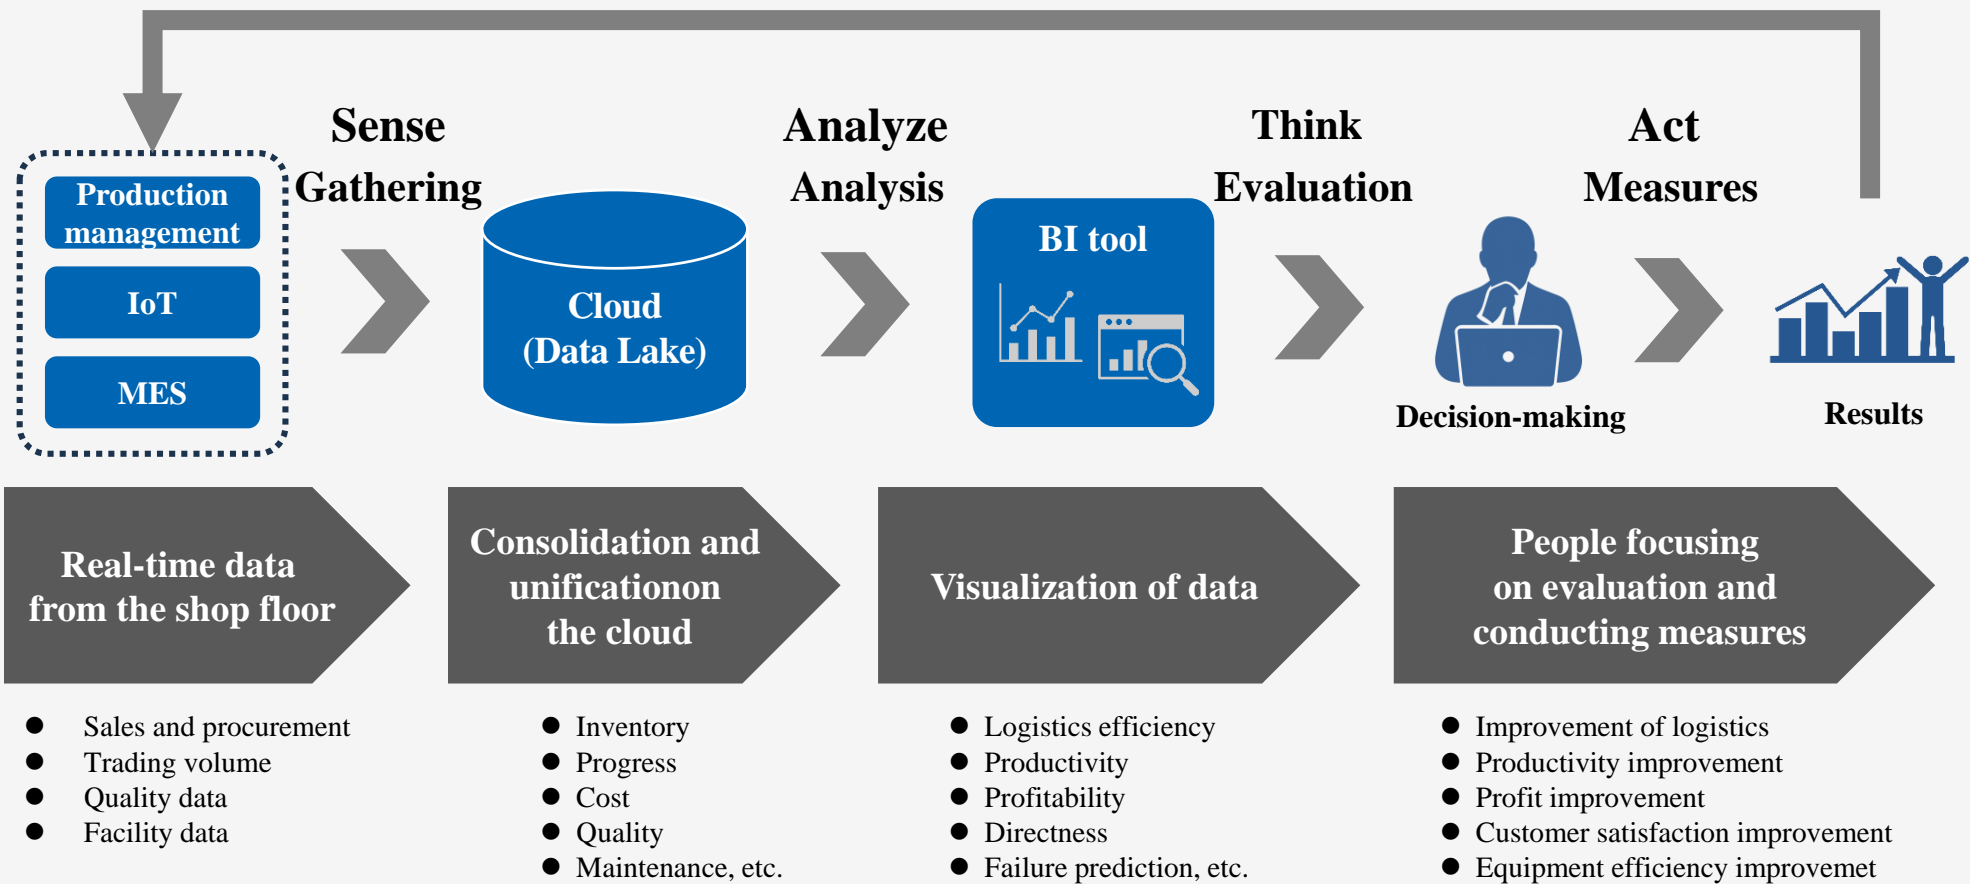 Sense
Gathering
Analyze
Analysis
Think
Evaluation
Act
Measures
Production
management
IoT
MES
Cloud
(Data Lake)
BI tool
Decision-making
Results
Real-time data
from the shop floor
Consolidation and
unificationon
the cloud
Visualization of data
People focusing
on evaluation and
conducting measures
● Sales and procurement
● Trading volume
● Quality data
● Facility data
● Inventory
● Progress
● Cost
● Quality
● Maintenance, etc.
● Logistics efficiency
● Productivity
● Profitability
● Directness
● Failure prediction, etc.
● Improvement of logistics
● Productivity improvement
● Profit improvement
● Customer satisfaction improvement
● Equipment efficiency improvemet